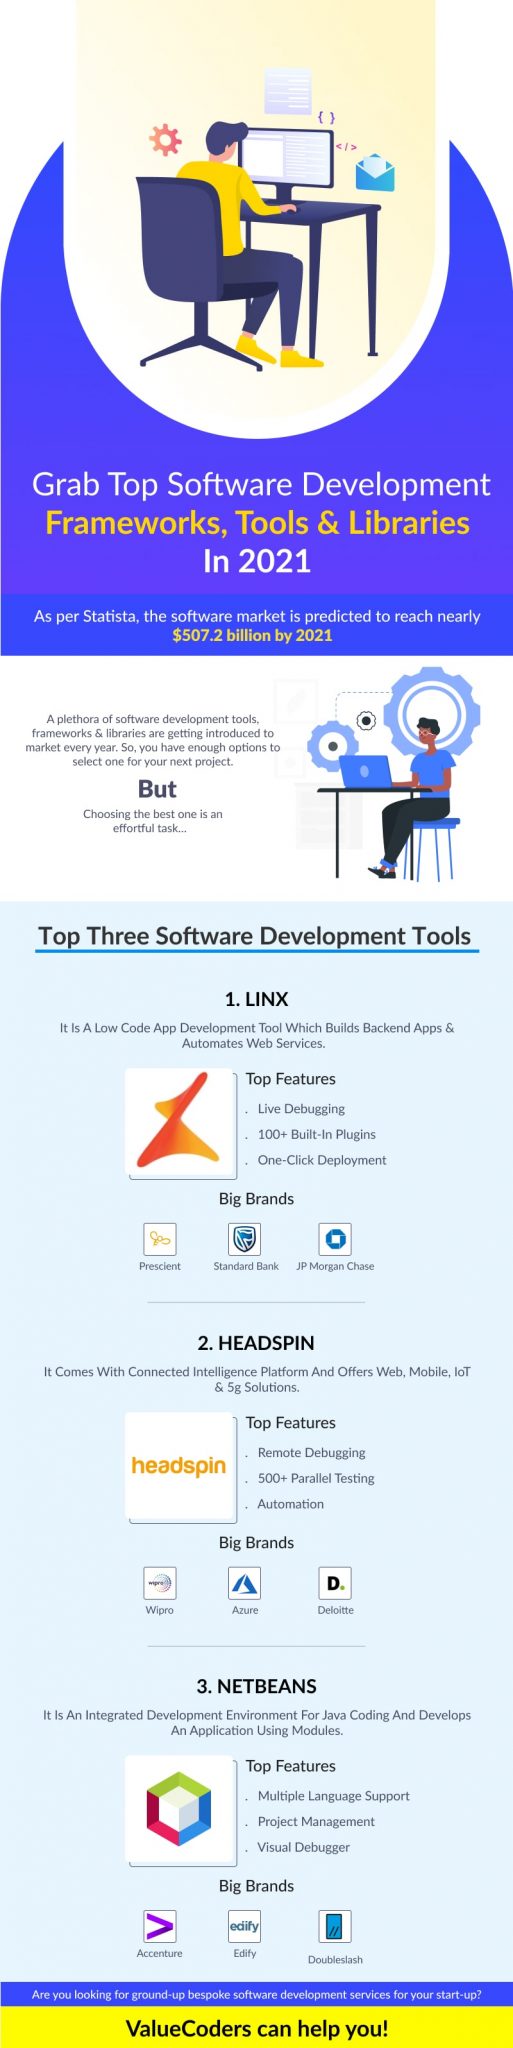 { }
</>
Grab Top Software Development
Frameworks, Tools & Libraries
In 2021
As per Statista, the software market is predicted to reach nearly
$507.2 billion by 2021
A plethora of software development tools,
frameworks & libraries are getting introduced to
market every year. So, you have enough options to
select one for your next project.
But
Choosing the best one is an
effortful task...
Top Three Software Development Tools
1. LINX
It Is A Low Code App Development Tool Which Builds Backend Apps &
Automates Web Services.
Top Features
. Live Debugging
. 100+ Built-In Plugins
. One-Click Deployment
Big Brands
Prescient
Standard Bank
JP Morgan Chase
2. HEADSPIN
It Comes With Connected Intelligence Platform And Offers Web, Mobile, IoT
& 5g Solutions.
headspin
Top Features
. Remote Debugging
. 500+ Parallel Testing
. Automation
Big Brands
wipro
D.
Wipro
Azure
Deloitte
3. NETBEANS
It Is An Integrated Development Environment For Java Coding And Develops
An Application Using Modules.
Top Features
. Multiple Language Support
. Project Management
. Visual Debugger
Big Brands
edify
Accenture
Edify
Doubleslash
Are you looking for ground-up bespoke software development services for your start-up?
ValueCoders can help you!